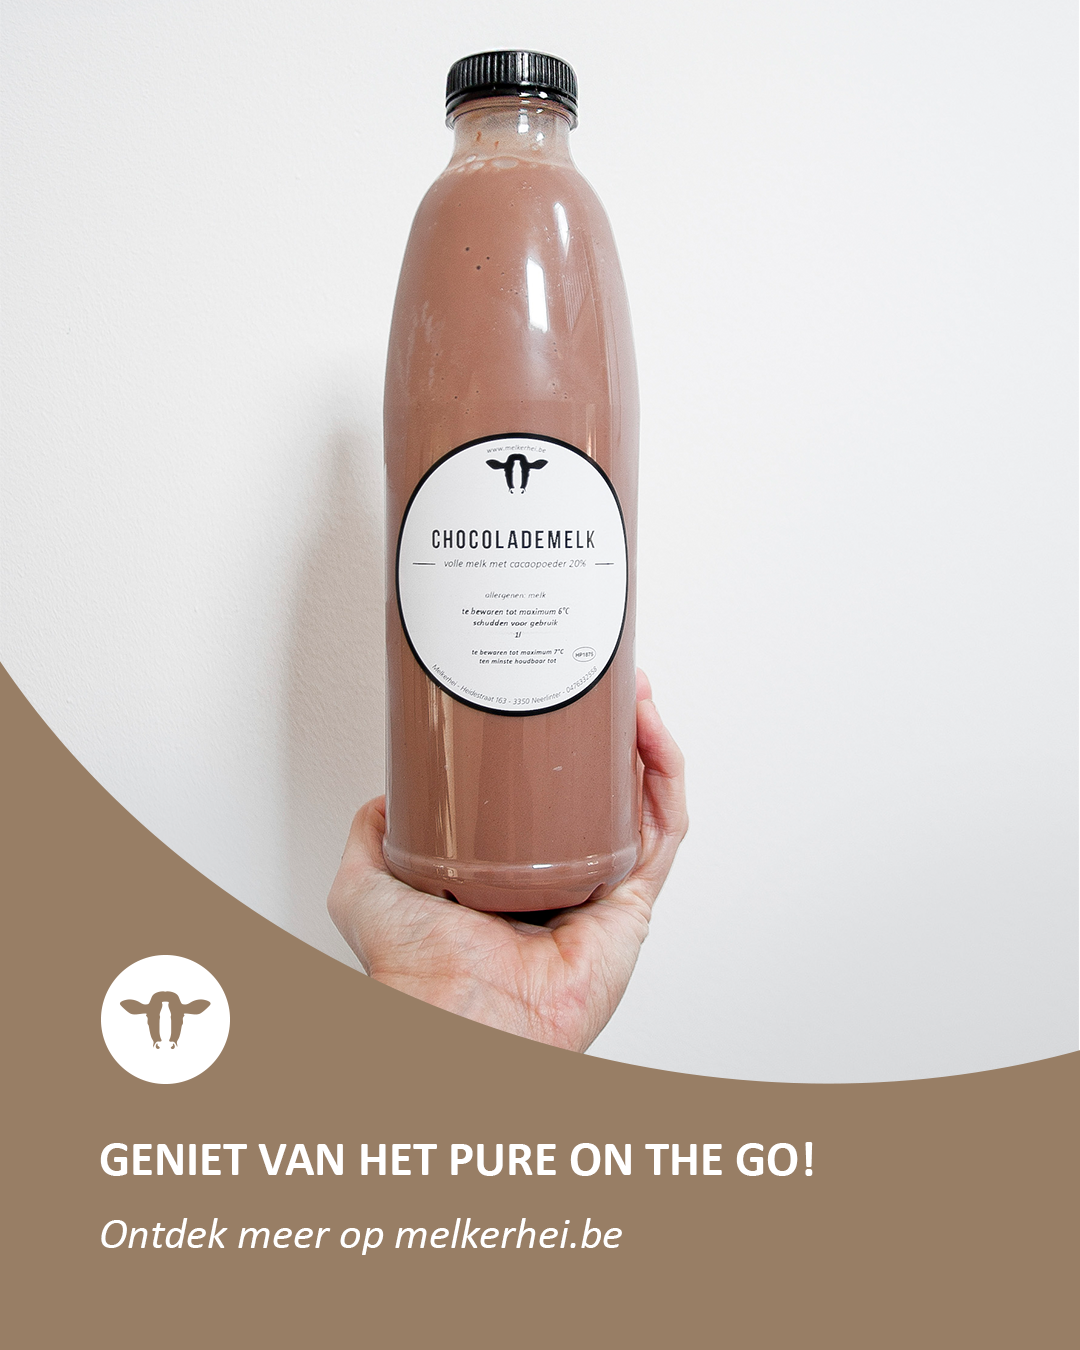 www.melkerhei.be
CHOCOLADEMELK
volle melk met cacaopoeder 20%
allergenen: melk
te bewaren tot maximum 6°C
schudden voor gebruik
1l
te bewaren tot maximum 7°C
ten minste houdbaar tot
MP1875
Melkerhei - Heidestraat 163 - 3350 Neerlinter - 0476332558
GENIET VAN HET PURE ON THE GO!
Ontdek meer op melkerhei.be